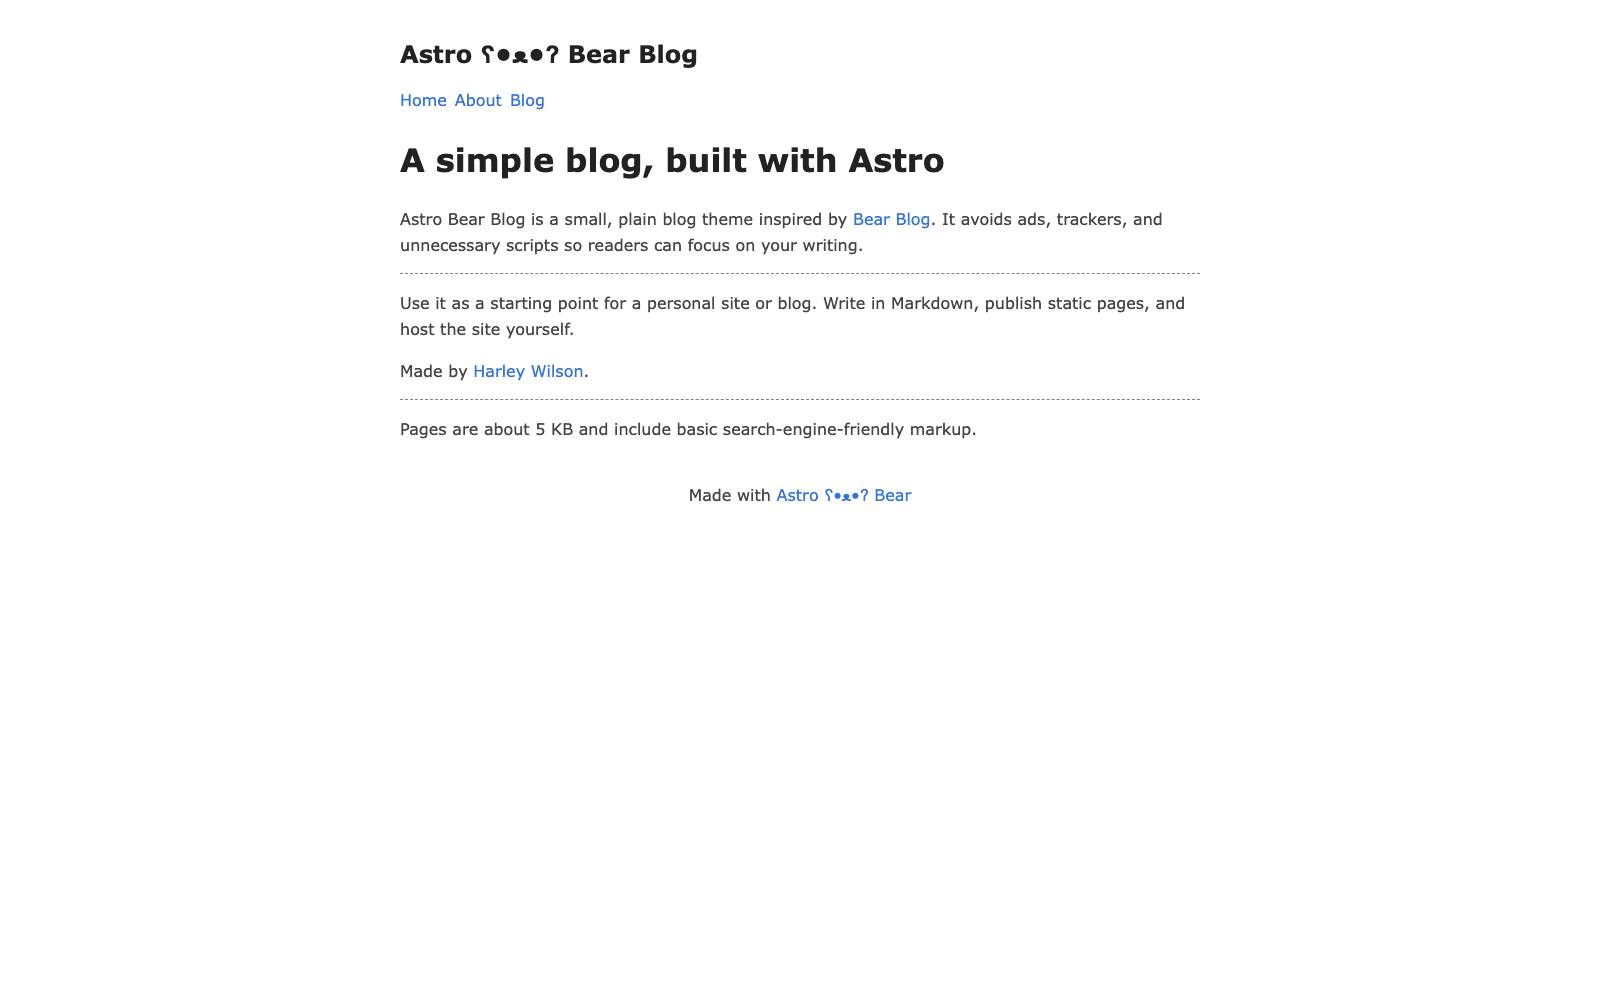 Astro ʕ•ᴥ•ʔ Bear Blog
Home About Blog
A simple blog, built with Astro
Astro Bear Blog is a small, plain blog theme inspired by Bear Blog. It avoids ads, trackers, and
unnecessary scripts so readers can focus on your writing.
Use it as a starting point for a personal site or blog. Write in Markdown, publish static pages, and
host the site yourself.
Made by Harley Wilson.
Pages are about 5 KB and include basic search-engine-friendly markup.
Made with Astro ʕ•ᴥ•ʔ Bear